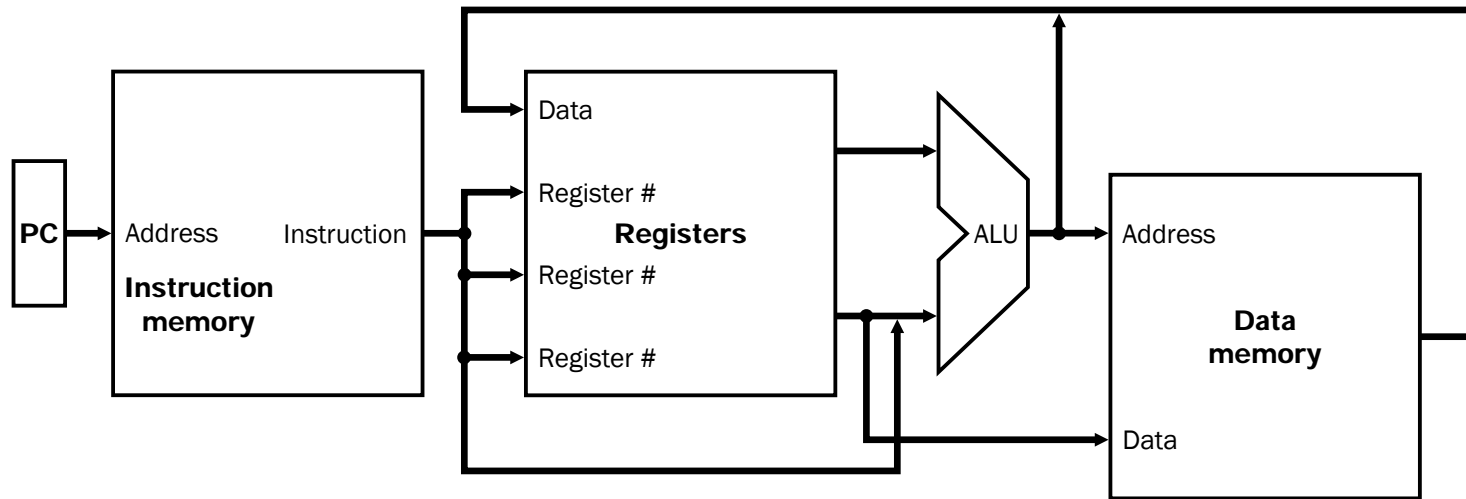 PC
Address
Instruction
Instruction
memory
Data
Register #
Registers
Register #
Register #
ALU
Address
Data
memory
Data